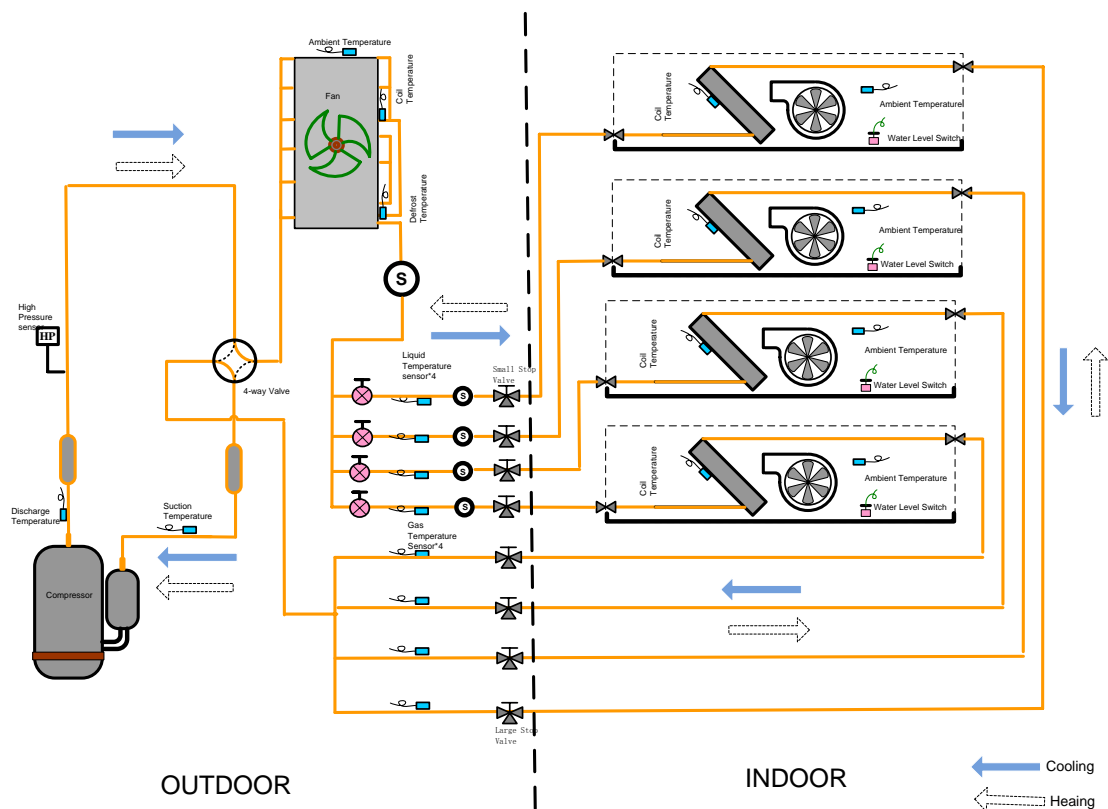 Ambient Temperature
Fan
Coil
Temperature
Defrost
Temperature
S
High
Pressure
sensor
HP
4-way Valve
Discharge
Temperature
Suction
Temperature
Compressor
Liquid
Temperature
sensor*4
Small Stop
Valve
S
S
S
S
Gas
Temperature
Sensor*4
Large Stop
Valve
Coil
Temperature
Ambient Temperature
Water Level Switch
Coil
Temperature
Ambient Temperature
Water Level Switch
Coil
Temperature
Ambient Temperature
Water Level Switch
Coil
Temperature
Ambient Temperature
Water Level Switch
OUTDOOR
INDOOR
Cooling
Heaing